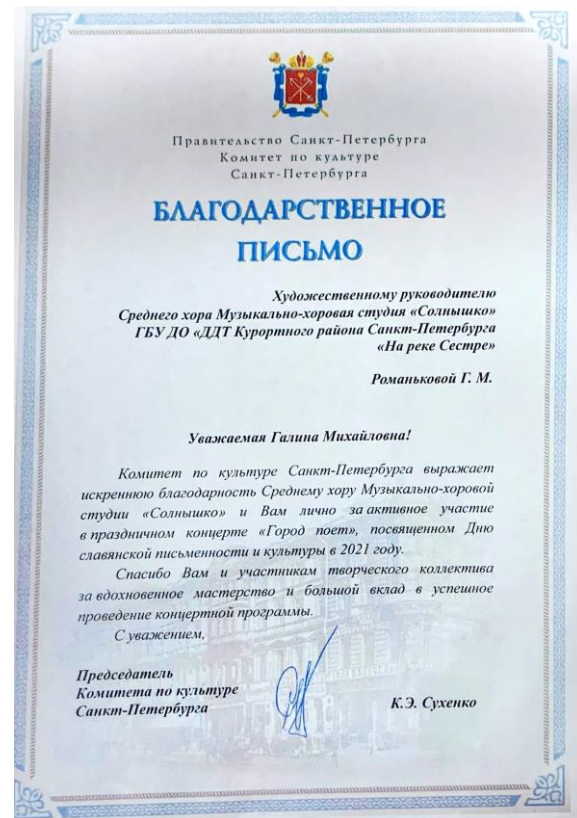 Правительство Санкт-Петербурга
Комитет по культуре
Санкт-Петербурга
БЛАГОДАРСТВЕННОЕ
ПИСЬМО
Художественному руководителю
Среднего хора Музыкально-хоровая студия «Солнышко»
ГБУ ДО «ДДТ Курортного района Санкт-Петербурга
«На реке Сестре»
Романьковой Г. М.
Уважаемая Галина Михайловна!
Комитет по культуре Санкт-Петербурга выражает
искреннюю благодарность Среднему хору Музыкально-хоровой
студии «Солнышко» и Вам лично за активное участие
в праздничном концерте «Город поет», посвященном Дню
славянской письменности и культуры в 2021 году.
Спасибо Вам и участникам творческого коллектива
за вдохновенное мастерство и большой вклад в успешное
проведение концертной программы.
С уважением,
Председатель
Комитета по культуре
Санкт-Петербурга
К.Э. Сухенко